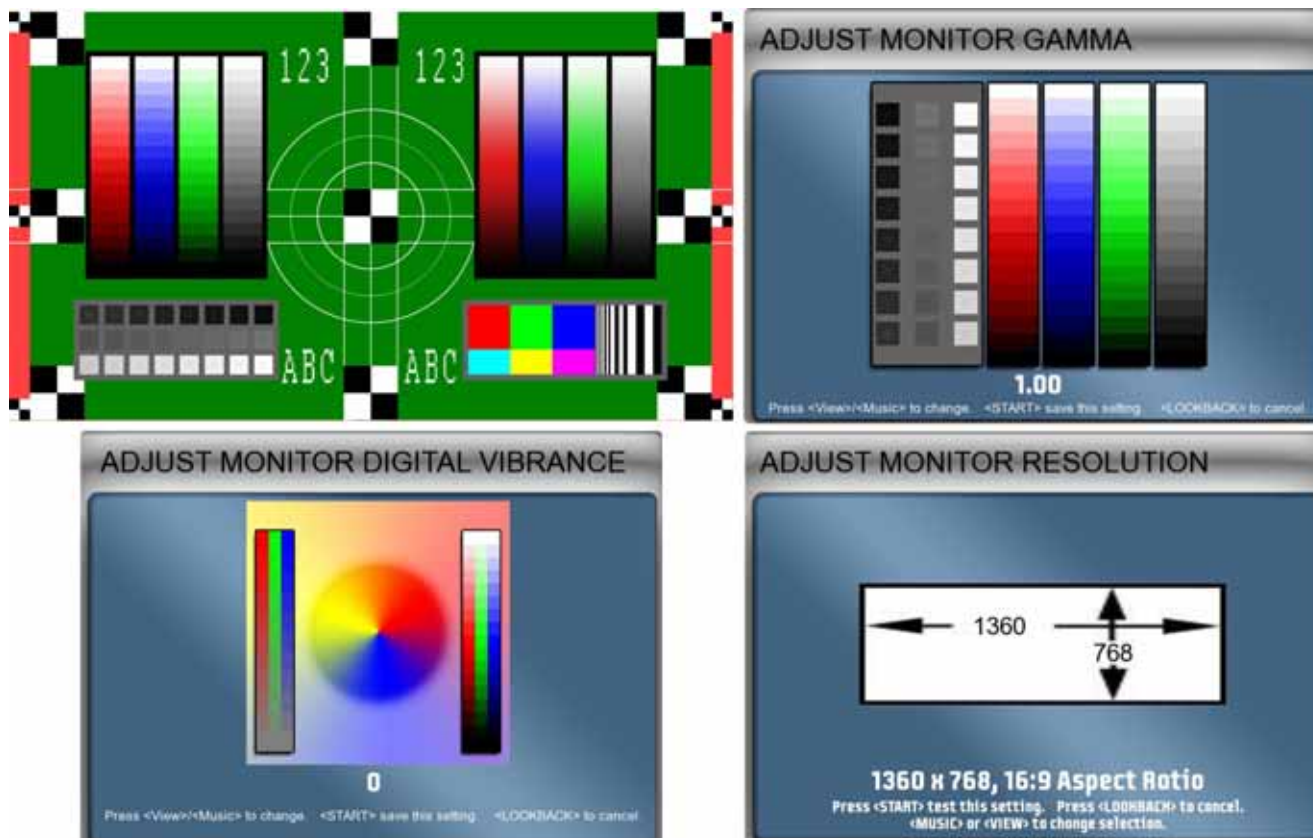 123
123
ABC
ABC
ADJUST MONITOR GAMMA
1.00
Press <View>/<Music> to change. <START> save this setting. <LOOKBACK> to cancel.
ADJUST MONITOR DIGITAL VIBRANCE
0
Press <View>/<Music> to change. <START> save this setting. <LOOKBACK> to cancel.
ADJUST MONITOR RESOLUTION
1360
768
1360 x 768, 16:9 Aspect Ratio
Press <START> test this setting. Press <LOOKBACK> to cancel.
<MUSIC> or <VIEW> to change selection.